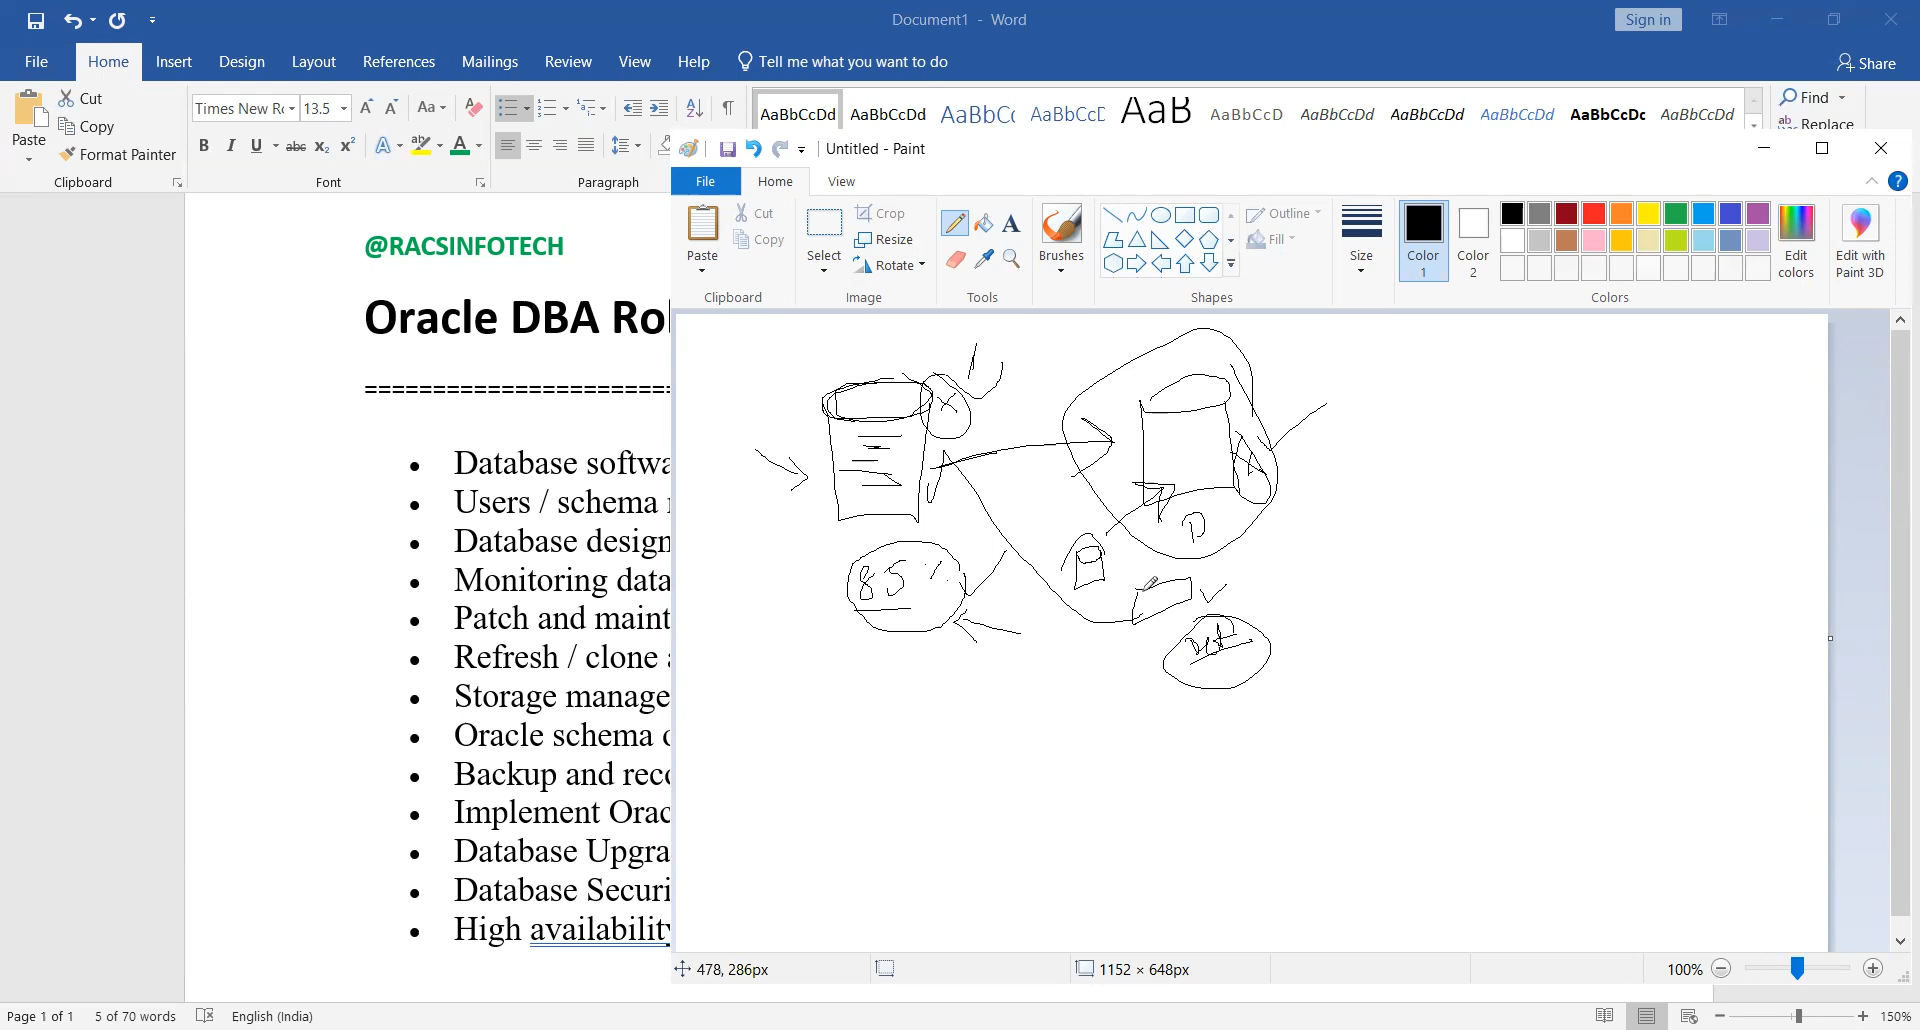 Document1 - Word
Sign in
File Home Insert Design Layout References Mailings Review View Help Tell me what you want to do
Share
Paste
Cut
Copy
Format Painter
Clipboard
Times New Rc 13.5
Font
Paragraph
AaBbCcDd AaBbCcDd AaBbCc AaBbCcC AaB AaBbCcD AaBbCcDd AaBbCcDd AaBbCcDd AaBbCcDc AaBbCcDd
Find
Replace
Untitled - Paint
File Home View
Paste
Cut
Copy
Clipboard
Select
Crop
Resize
Rotate
Image
Tools
Brushes
Shapes
Outline
Fill
Size
Color 1
Color 2
Edit colors
Edit with Paint 3D
Colors
@RACSINFOTECH
Oracle DBA Rol
==========================
• Database softwa
• Users / schema
• Database design
• Monitoring data
• Patch and maint
• Refresh / clone
• Storage manage
• Oracle schema
• Backup and reco
• Implement Orac
• Database Upgra
• Database Securi
• High availability
85 %
D
478, 286px
1152 × 648px
100%
Page 1 of 1 5 of 70 words English (India)
150%